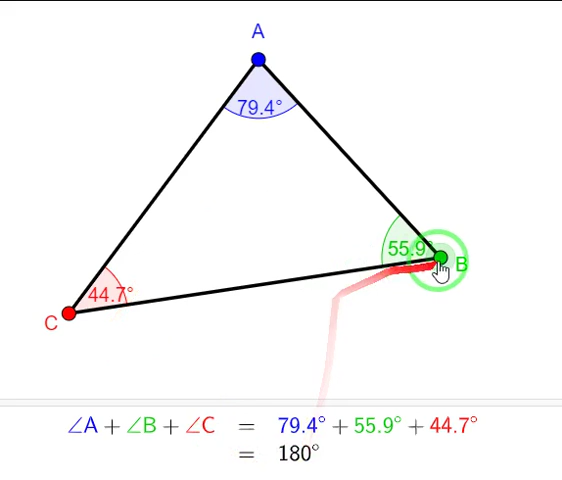 A
79.4°
55.9°
B
44.7°
C
∠A + ∠B + ∠C = 79.4° + 55.9° + 44.7°
= 180°